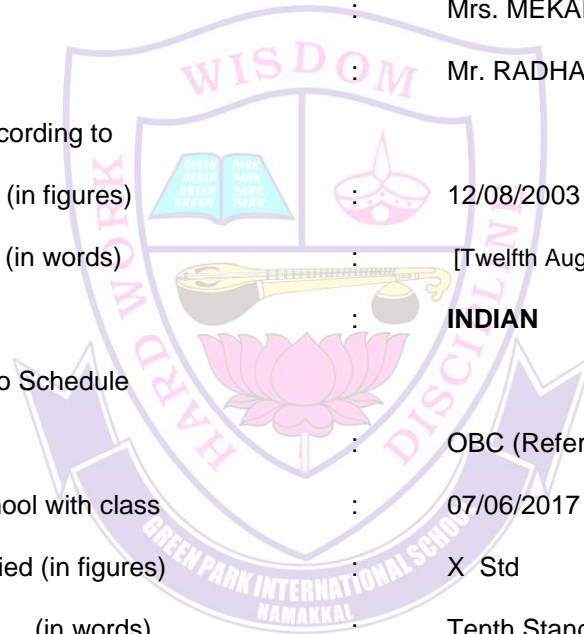 : Mrs. MEKA
: Mr. RADHA
cording to
(in figures) : 12/08/2003
(in words) : [Twelfth Aug
: INDIAN
o Schedule
: OBC (Refer
ool with class : 07/06/2017
ied (in figures) : X Std
(in words) : Tenth Stan
WISDOM
HARD WORK
DISCIPLINE
GREEN PARK
GREEN PARK
GREEN PARK
GREEN PARK
GREEN PARK INTERNATIONAL SCHOOL
NAMAKKAL